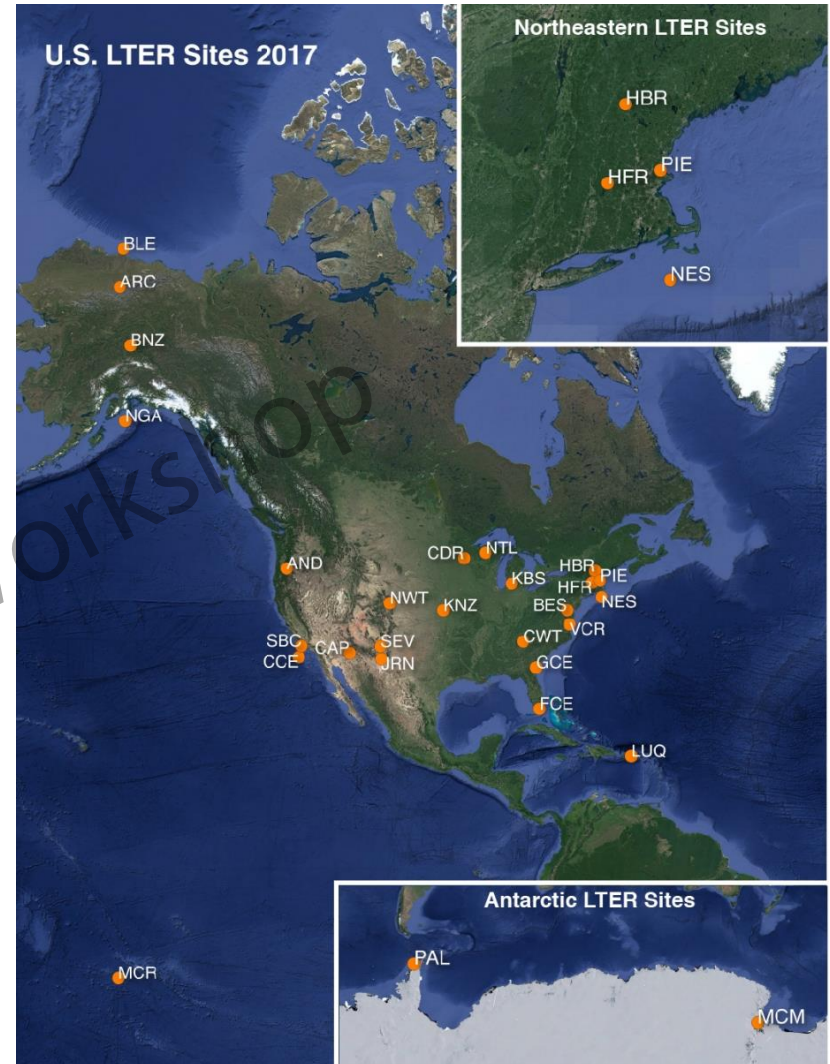 U.S. LTER Sites 2017
Northeastern LTER Sites
HBR
PIE
HFR
NES
BLE
ARC
BNZ
NGA
AND
CDR
NTL
KBS
HBR
PIE
HFR
NES
NWT
KNZ
BES
VCR
SBC
CAP
SEV
CWT
CCE
JRN
GCE
FCE
LUQ
MCR
Antarctic LTER Sites
PAL
MCM